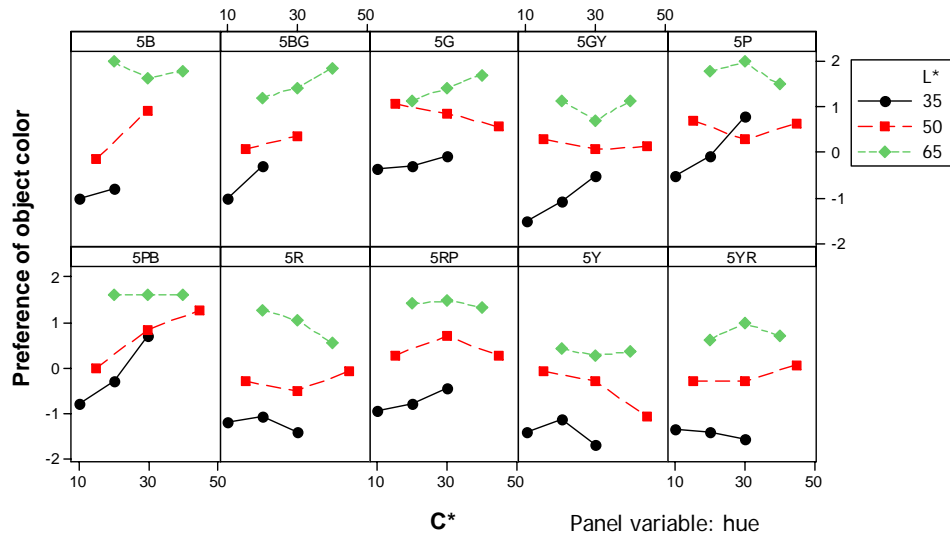 10 30 50 10 30 50
5B 5BG 5G 5GY 5P
2
1
0
-1
-2
L*
35
50
65
Preference of object color
5PB 5R 5RP 5Y 5YR
2
1
0
-1
-2
10 30 50 10 30 50 10 30 50
C*
Panel variable: hue